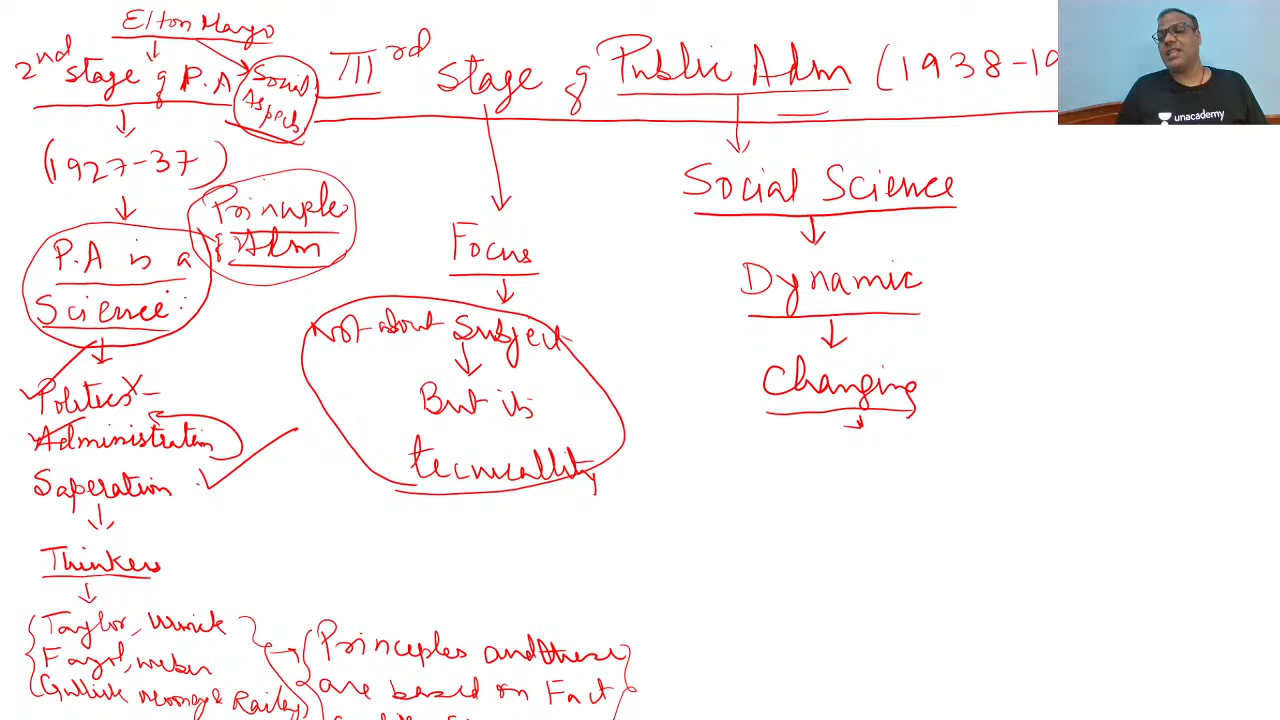 Elton Mayo
2nd stage of P.A
Social
Aspects
(1927-37)
Principles
of Adm
P.A is a
Science
Politics X -
Administration
Saperation
Thinkers
Taylor, Urwick
Fayol, weber
Gullick Mooney & Railey
Principles and these
are based on Fact
IIIrd stage of Public Adm (1938-19
Focus
Not about Subject
But its
Social Science
Dynamic
Changing
unacademy